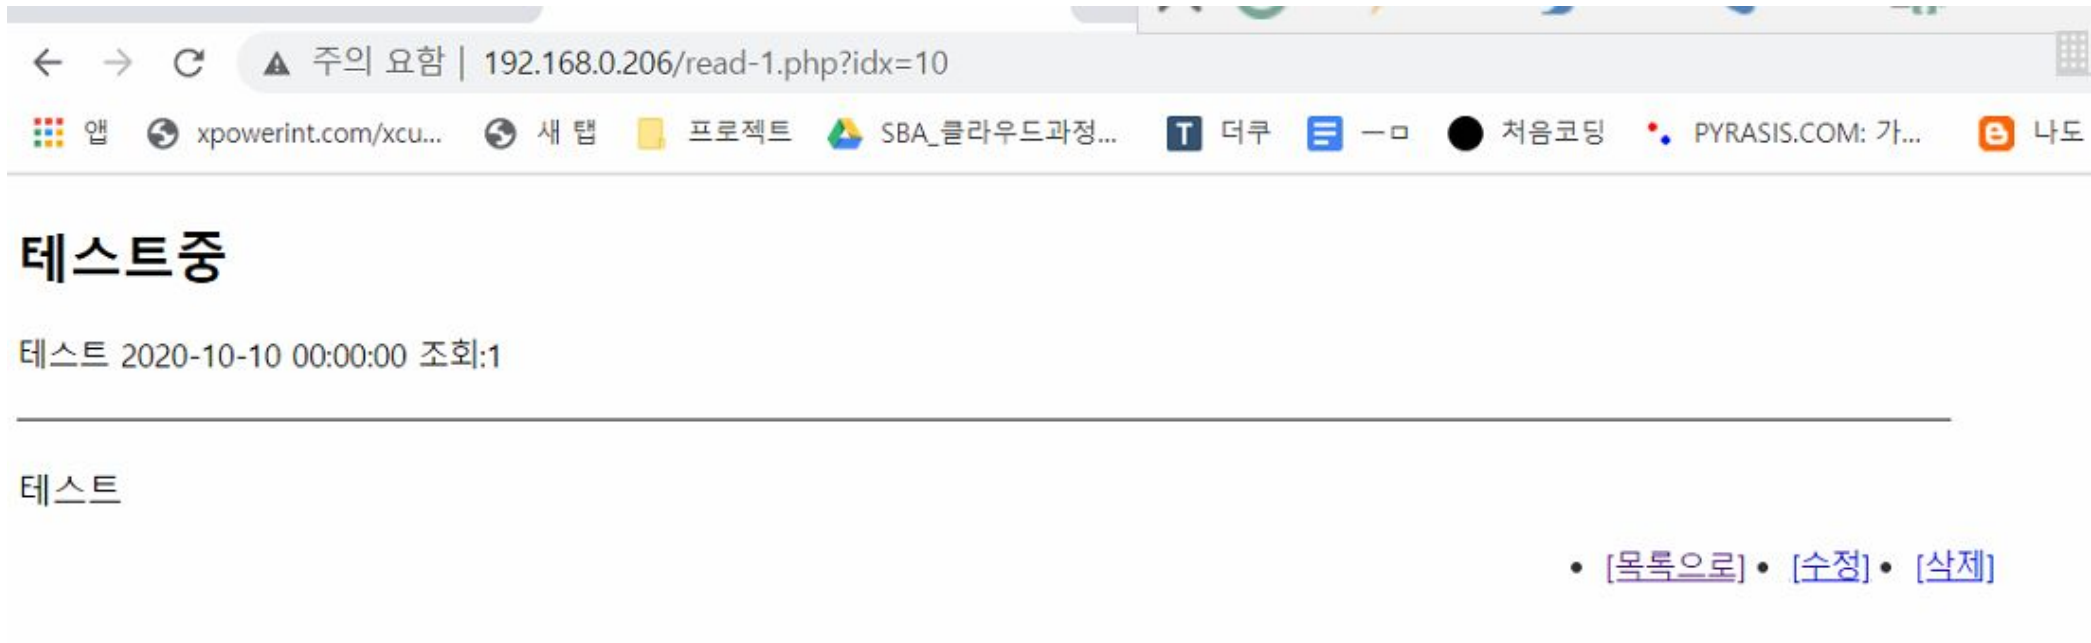 주의 요함 | 192.168.0.206/read-1.php?idx=10
앱 xpowerint.com/xcu... 새 탭 프로젝트 SBA_클라우드과정... T 더쿠 ㅡㅁ 처음코딩 PYRASIS.COM: 가... 나도
테스트중
테스트 2020-10-10 00:00:00 조회:1
테스트
• [목록으로] • [수정] • [삭제]